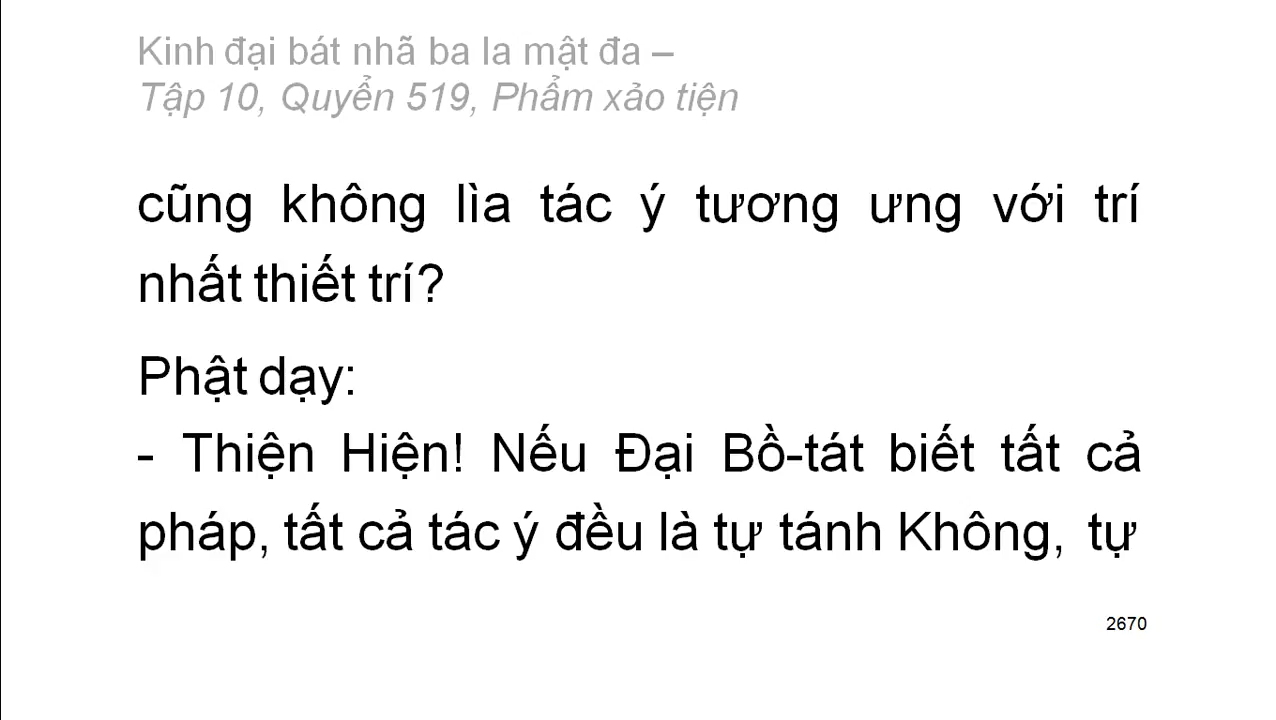 Kinh đại bát nhã ba la mật đa –
Tập 10, Quyển 519, Phẩm xảo tiện
cũng không lìa tác ý tương ưng với trí
nhất thiết trí?
Phật dạy:
- Thiện Hiện! Nếu Đại Bồ-tát biết tất cả
pháp, tất cả tác ý đều là tự tánh Không, tự
2670